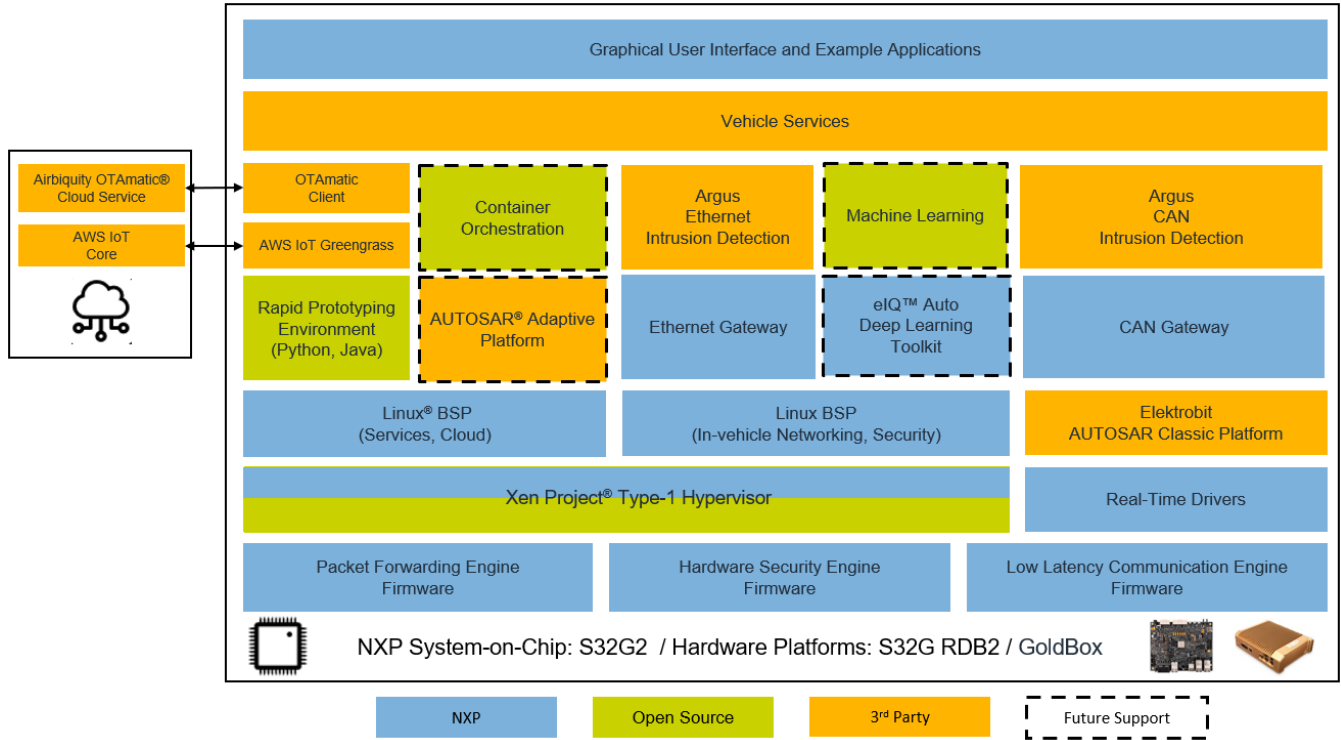 Graphical User Interface and Example Applications
Vehicle Services
Airbiquity OTAmatic®
Cloud Service
AWS IoT
Core
OTAmatic
Client
AWS IoT Greengrass
Container
Orchestration
Argus
Ethernet
Intrusion Detection
Machine Learning
Argus
CAN
Intrusion Detection
Rapid Prototyping
Environment
(Python, Java)
AUTOSAR® Adaptive
Platform
Ethernet Gateway
eIQ™ Auto
Deep Learning
Toolkit
CAN Gateway
Linux® BSP
(Services, Cloud)
Linux BSP
(In-vehicle Networking, Security)
Elektrobit
AUTOSAR Classic Platform
Xen Project® Type-1 Hypervisor
Real-Time Drivers
Packet Forwarding Engine
Firmware
Hardware Security Engine
Firmware
Low Latency Communication Engine
Firmware
NXP System-on-Chip: S32G2 / Hardware Platforms: S32G RDB2 / GoldBox
NXP
Open Source
3rd Party
Future Support